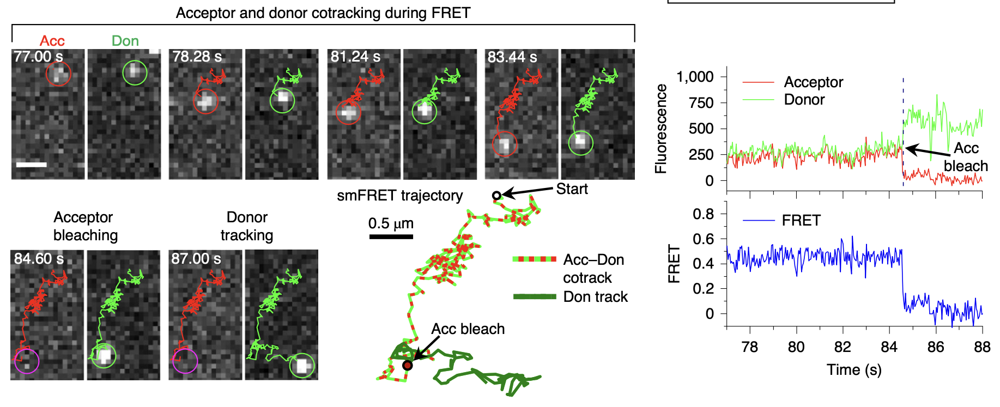 Acceptor and donor cotracking during FRET
Acc
Don
77.00 s
78.28 s
81.24 s
83.44 s
Acceptor
bleaching
Donor
tracking
84.60 s
87.00 s
smFRET trajectory
Start
0.5 μm
Acc–Don
cotrack
Don track
Acc bleach
Fluorescence
1,000
750
500
250
0
Acceptor
Donor
Acc
bleach
FRET
0.8
0.6
0.4
0.2
0
FRET
78 80 82 84 86 88
Time (s)